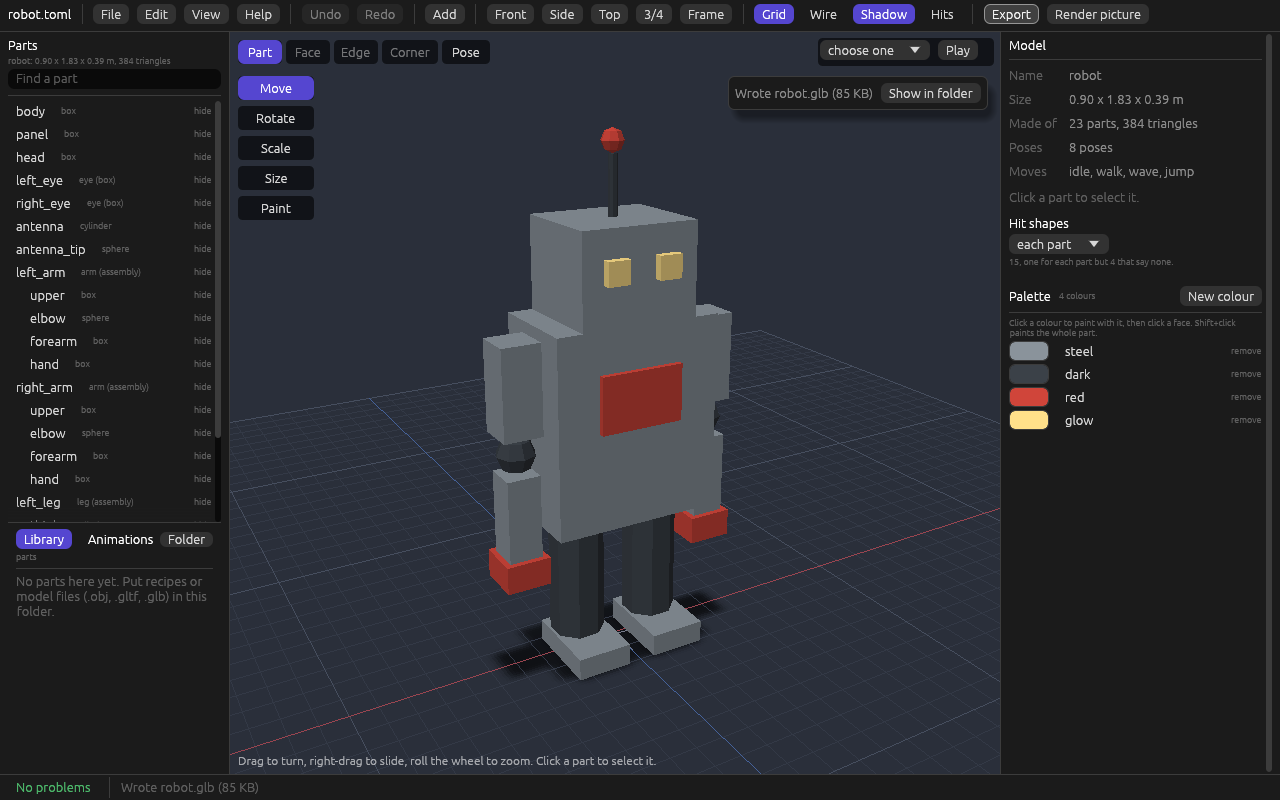 robot.toml File Edit View Help Undo Redo Add Front Side Top 3/4 Frame Grid Wire Shadow Hits Export Render picture
Parts
robot: 0.90 x 1.83 x 0.39 m, 384 triangles
Find a part
body box hide
panel box hide
head box hide
left_eye eye (box) hide
right_eye eye (box) hide
antenna cylinder hide
antenna_tip sphere hide
left_arm arm (assembly) hide
upper box hide
elbow sphere hide
forearm box hide
hand box hide
right_arm arm (assembly) hide
upper box hide
elbow sphere hide
forearm box hide
hand box hide
left_leg leg (assembly) hide
Library Animations Folder
parts
No parts here yet. Put recipes or
model files (.obj, .gltf, .glb) in this
folder.
Part Face Edge Corner Pose
Move
Rotate
Scale
Size
Paint
choose one Play
Wrote robot.glb (85 KB) Show in folder
Drag to turn, right-drag to slide, roll the wheel to zoom. Click a part to select it.
Model
Name robot
Size 0.90 x 1.83 x 0.39 m
Made of 23 parts, 384 triangles
Poses 8 poses
Moves idle, walk, wave, jump
Click a part to select it.
Hit shapes
each part
15, one for each part but 4 that say none.
Palette 4 colours New colour
Click a colour to paint with it, then click a face. Shift+click
paints the whole part.
steel remove
dark remove
red remove
glow remove
No problems Wrote robot.glb (85 KB)